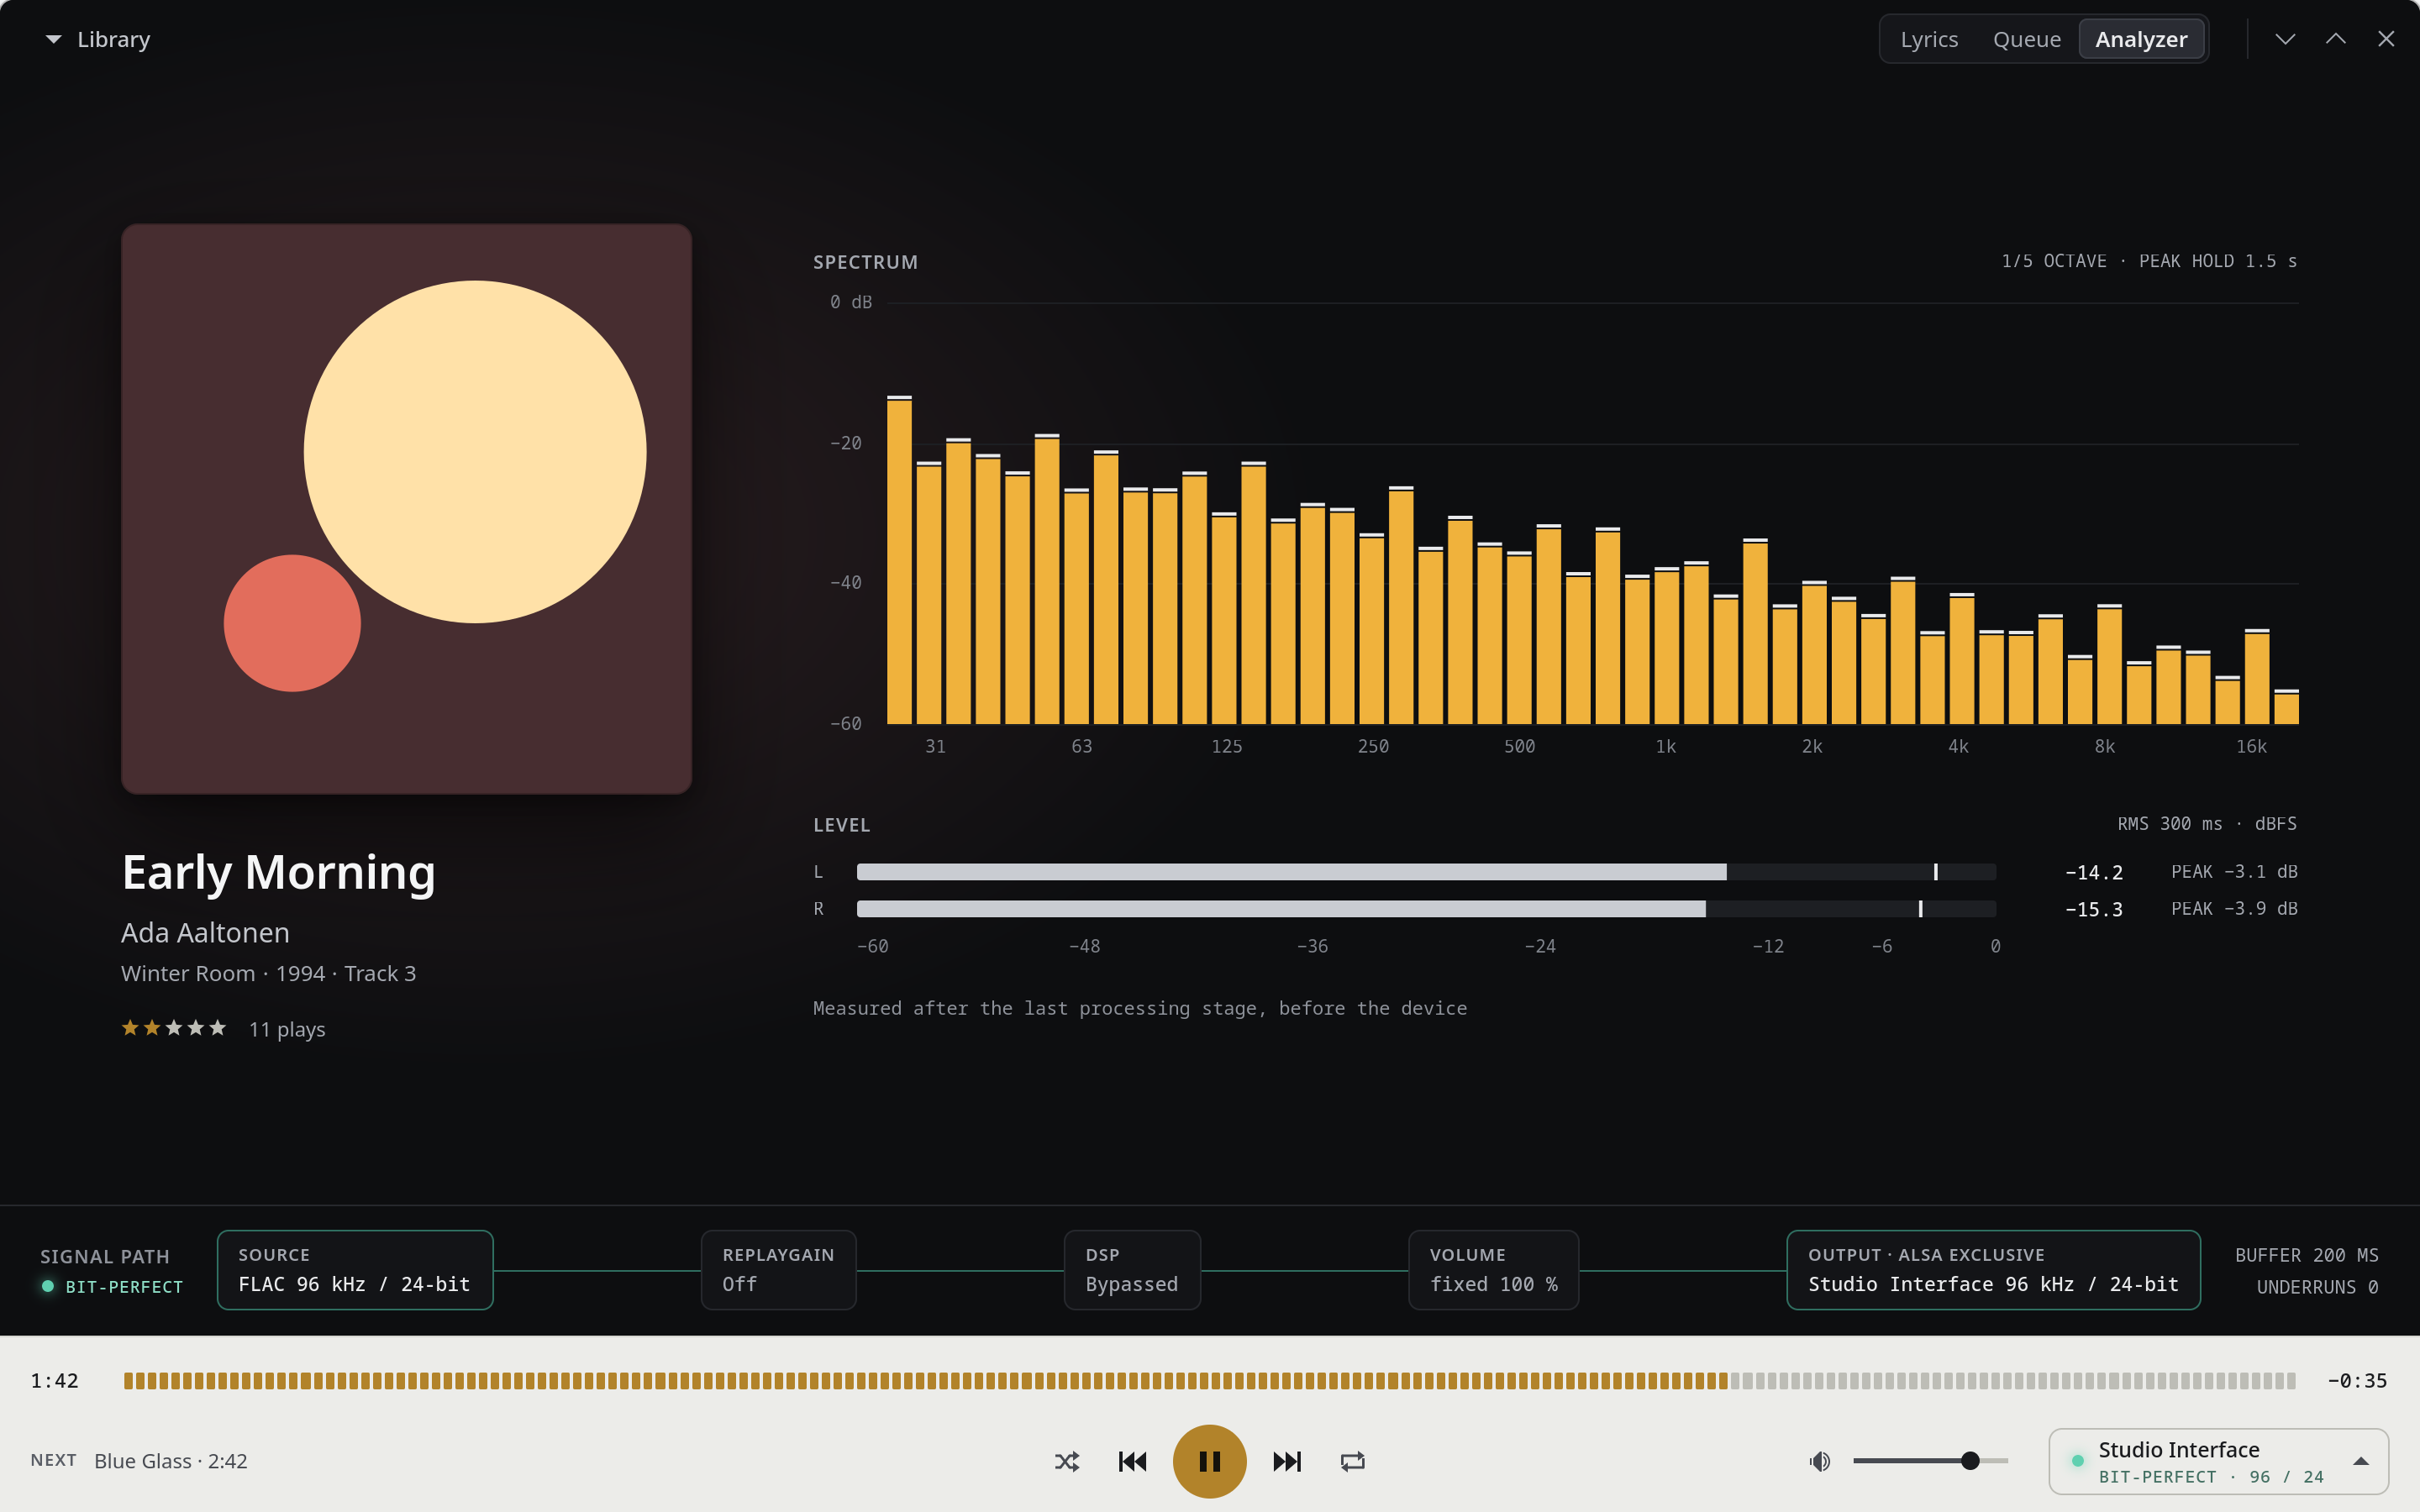 Library
Lyrics Queue Analyzer
SPECTRUM
1/5 OCTAVE · PEAK HOLD 1.5 s
0 dB
−20
−40
−60
31 63 125 250 500 1k 2k 4k 8k 16k
LEVEL
RMS 300 ms · dBFS
L −14.2 PEAK −3.1 dB
R −15.3 PEAK −3.9 dB
−60 −48 −36 −24 −12 −6 0
Measured after the last processing stage, before the device
Early Morning
Ada Aaltonen
Winter Room · 1994 · Track 3
11 plays
SIGNAL PATH
BIT-PERFECT
SOURCE
FLAC 96 kHz / 24-bit
REPLAYGAIN
Off
DSP
Bypassed
VOLUME
fixed 100 %
OUTPUT · ALSA EXCLUSIVE
Studio Interface 96 kHz / 24-bit
BUFFER 200 MS
UNDERRUNS 0
1:42
−0:35
NEXT Blue Glass · 2:42
Studio Interface
BIT-PERFECT · 96 / 24